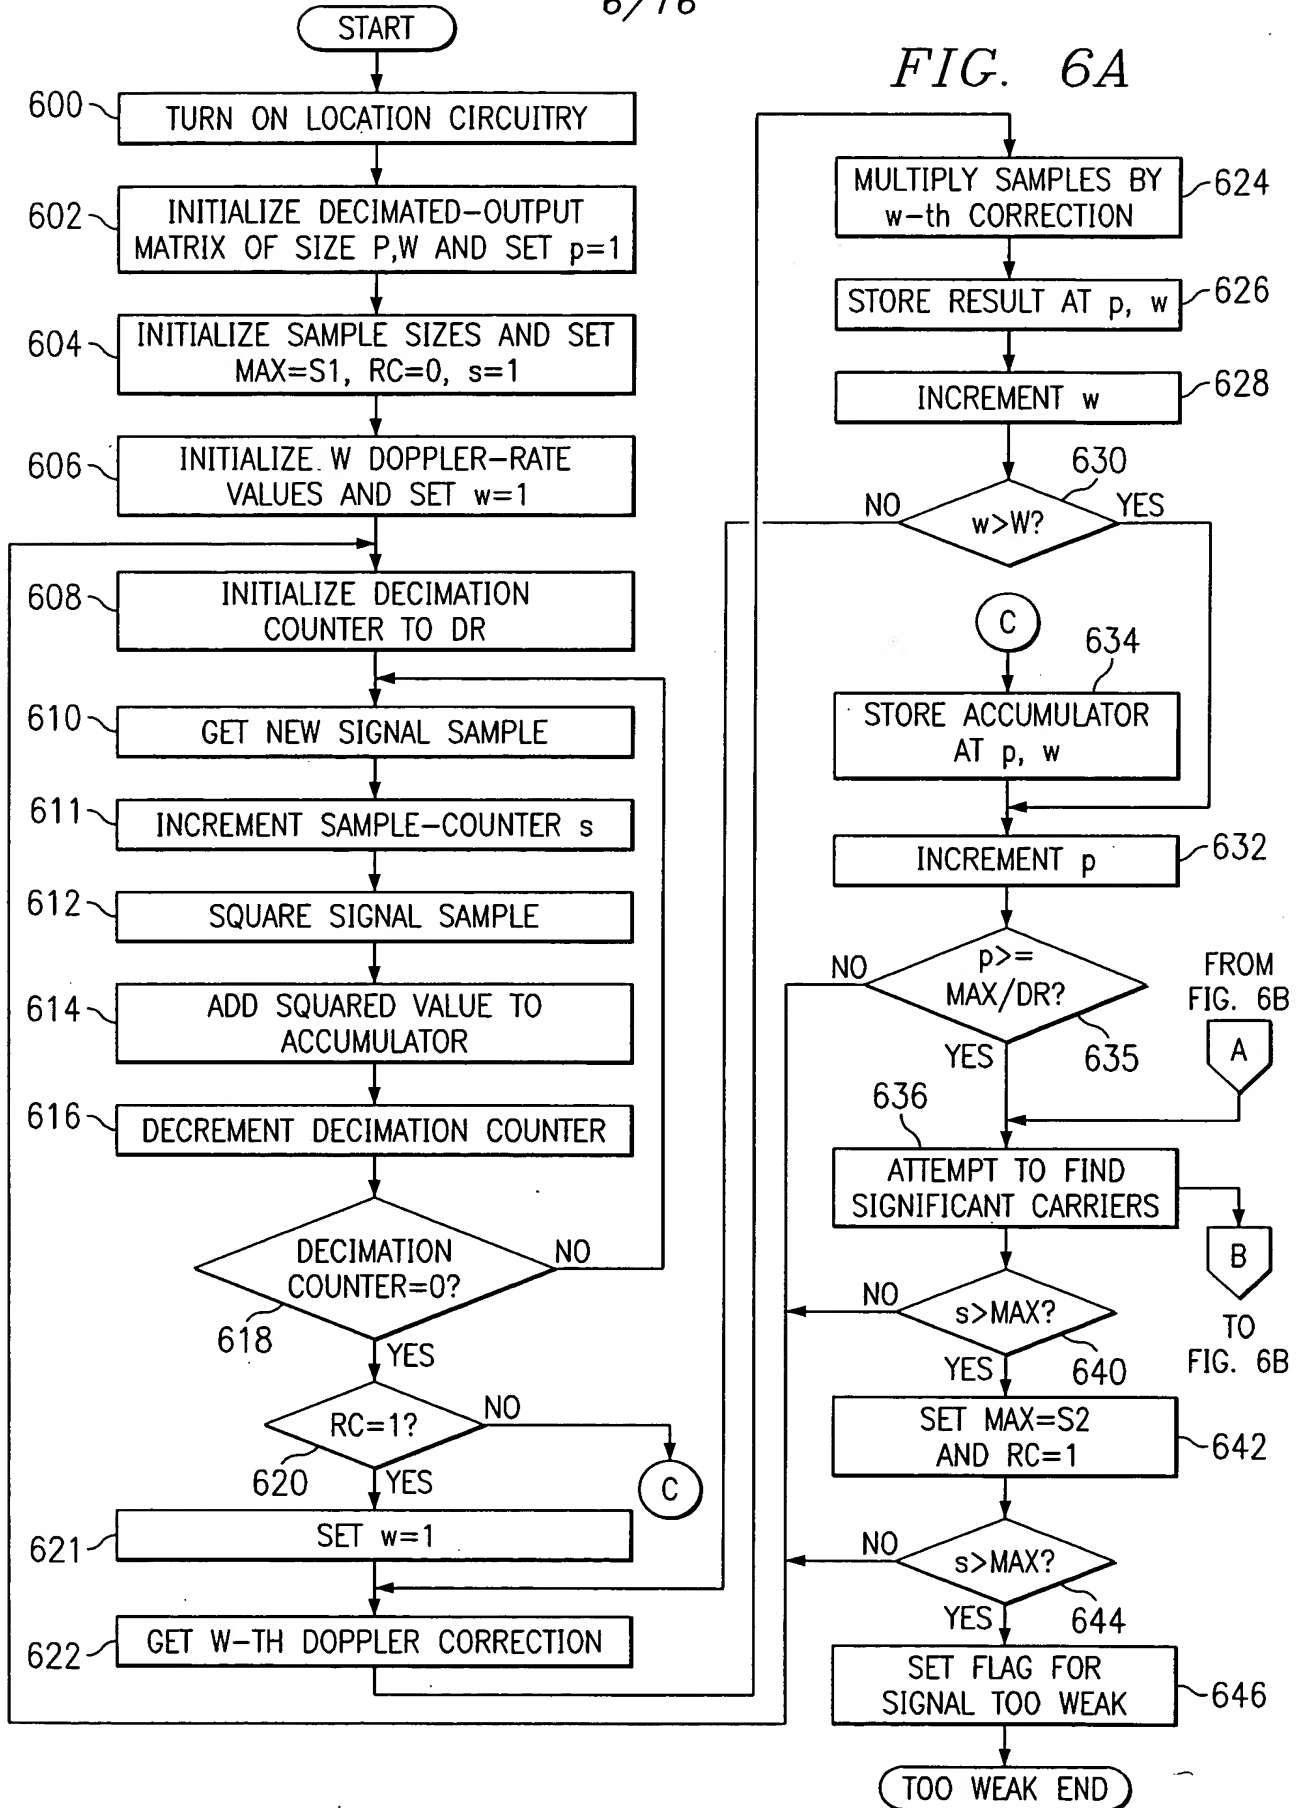 6/16
FIG. 6A
START
600
TURN ON LOCATION CIRCUITRY
602
INITIALIZE DECIMATED-OUTPUT
MATRIX OF SIZE P,W AND SET p=1
604
INITIALIZE SAMPLE SIZES AND SET
MAX=S1, RC=0, s=1
606
INITIALIZE W DOPPLER-RATE
VALUES AND SET w=1
608
INITIALIZE DECIMATION
COUNTER TO DR
610
GET NEW SIGNAL SAMPLE
611
INCREMENT SAMPLE-COUNTER s
612
SQUARE SIGNAL SAMPLE
614
ADD SQUARED VALUE TO
ACCUMULATOR
616
DECREMENT DECIMATION COUNTER
DECIMATION
COUNTER=0?
NO
618
YES
RC=1?
NO
620
YES
C
621
SET w=1
622
GET W-TH DOPPLER CORRECTION
MULTIPLY SAMPLES BY
w-th CORRECTION
624
STORE RESULT AT p, w
626
INCREMENT w
628
630
NO
w>W?
YES
C
634
STORE ACCUMULATOR
AT p, w
INCREMENT p
632
NO
p>=
MAX/DR?
YES
635
FROM
FIG. 6B
A
636
ATTEMPT TO FIND
SIGNIFICANT CARRIERS
B
TO
FIG. 6B
NO
s>MAX?
YES
640
SET MAX=S2
AND RC=1
642
NO
s>MAX?
YES
644
SET FLAG FOR
SIGNAL TOO WEAK
646
TOO WEAK END